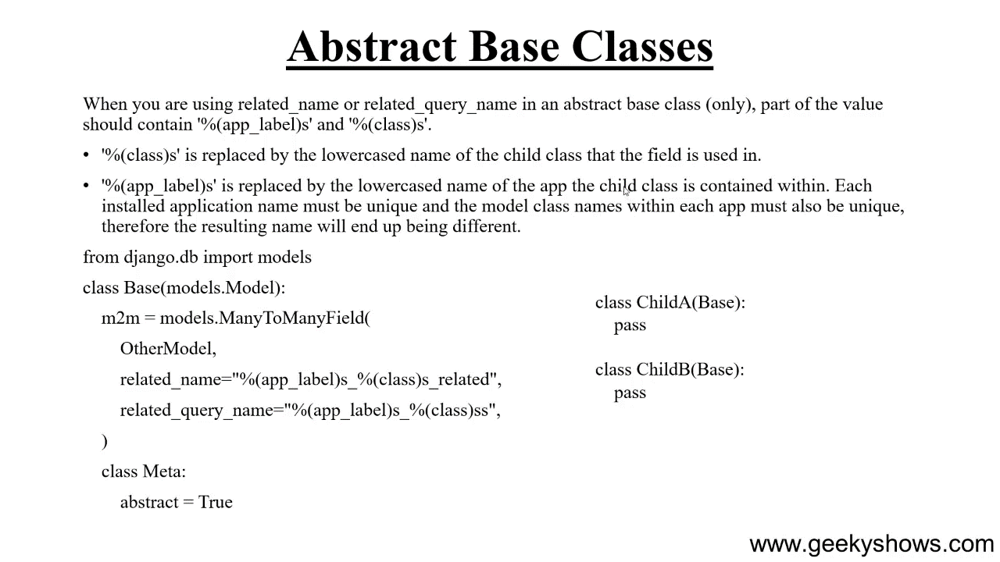 Abstract Base Classes
When you are using related_name or related_query_name in an abstract base class (only), part of the value
should contain '%(app_label)s' and '%(class)s'.
• '%(class)s' is replaced by the lowercased name of the child class that the field is used in.
• '%(app_label)s' is replaced by the lowercased name of the app the child class is contained within. Each
installed application name must be unique and the model class names within each app must also be unique,
therefore the resulting name will end up being different.
from django.db import models
class Base(models.Model):
m2m = models.ManyToManyField(
OtherModel,
related_name="%(app_label)s_%(class)s_related",
related_query_name="%(app_label)s_%(class)ss",
)
class Meta:
abstract = True
class ChildA(Base):
pass
class ChildB(Base):
pass
www.geekyshows.com